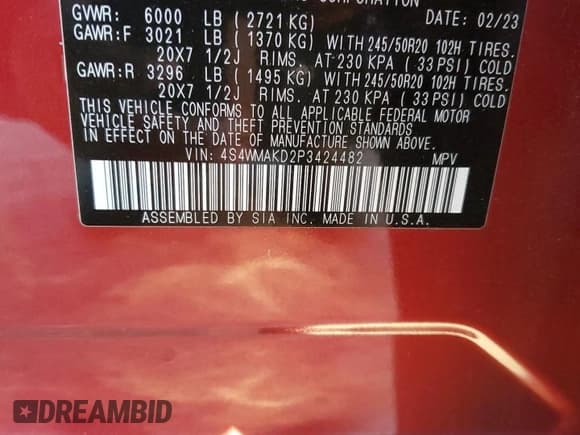 CORPORATION
GVWR: 6000 LB ( 2721 KG) DATE: 02/23
GAWR:F 3021 LB ( 1370 KG) WITH 245/50R20 102H TIRES.
20X7 1/2J RIMS. AT 230 KPA ( 33 PSI) COLD
GAWR:R 3296 LB ( 1495 KG) WITH 245/50R20 102H TIRES.
20X7 1/2J RIMS. AT 230 KPA ( 33 PSI) COLD
THIS VEHICLE CONFORMS TO ALL APPLICABLE FEDERAL MOTOR
VEHICLE SAFETY AND THEFT PREVENTION STANDARDS
IN EFFECT ON THE DATE OF MANUFACTURE SHOWN ABOVE.
VIN: 4S4WMAKD2P3424482 MPV
ASSEMBLED BY SIA INC. MADE IN U.S.A.
DREAMBID